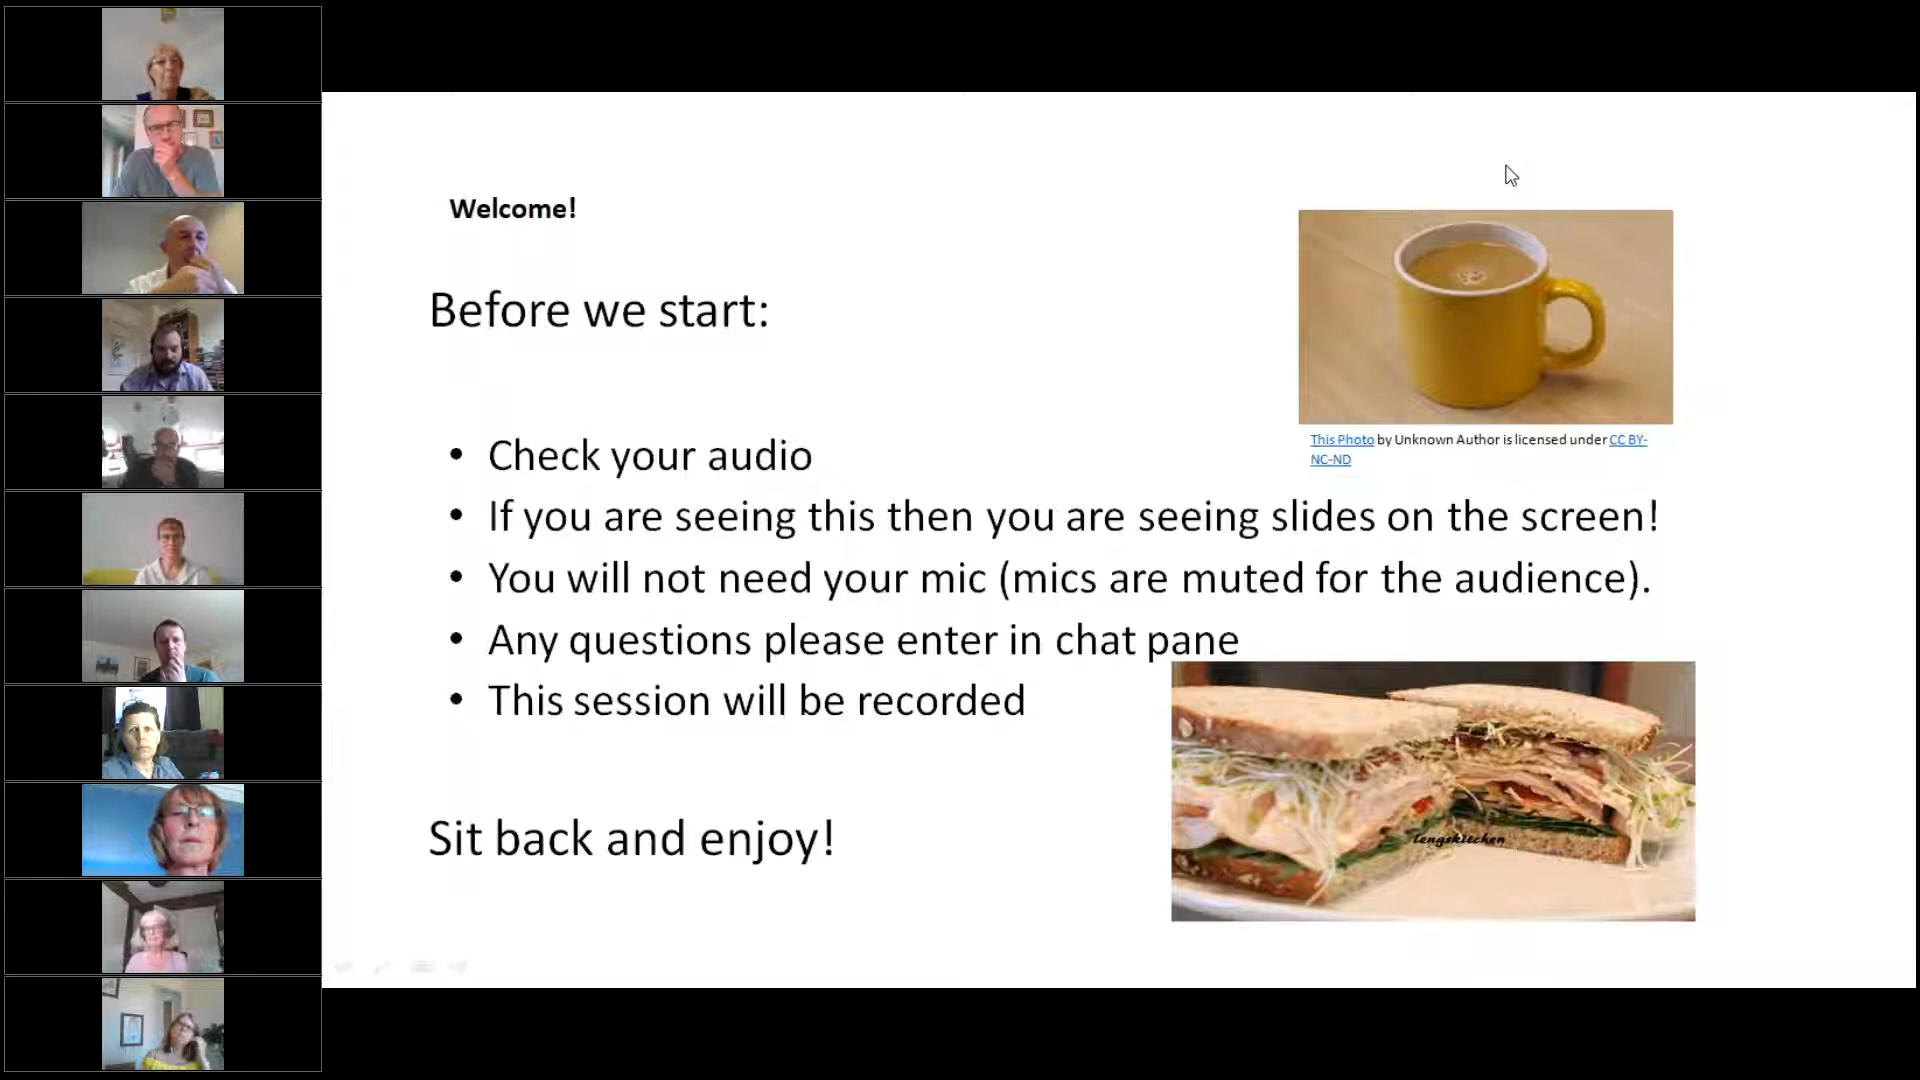 Welcome!
Before we start:
This Photo by Unknown Author is licensed under CC BY-
NC-ND
• Check your audio
• If you are seeing this then you are seeing slides on the screen!
• You will not need your mic (mics are muted for the audience).
• Any questions please enter in chat pane
• This session will be recorded
lengskitchen
Sit back and enjoy!